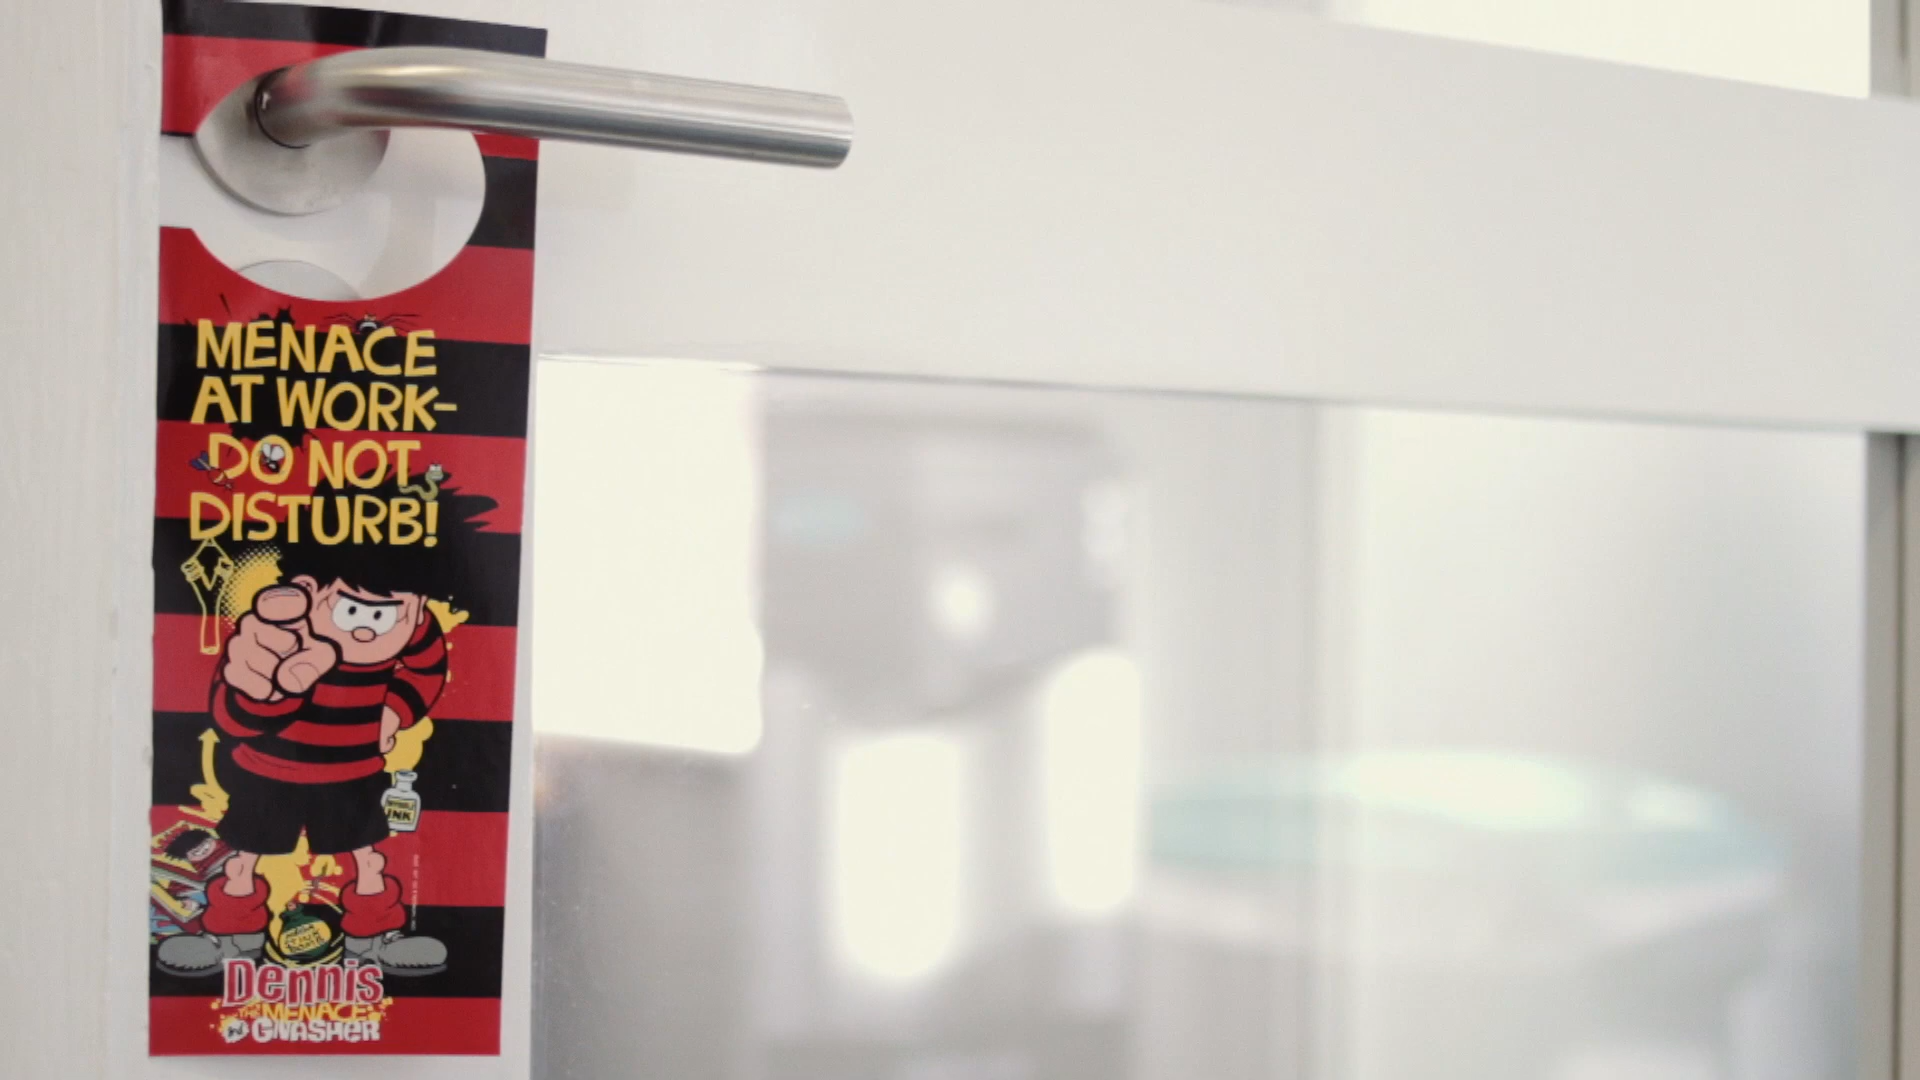 MENACE
AT WORK-
DO NOT
DISTURB!
INK
Dennis
THE MENACE
AND GNASHER